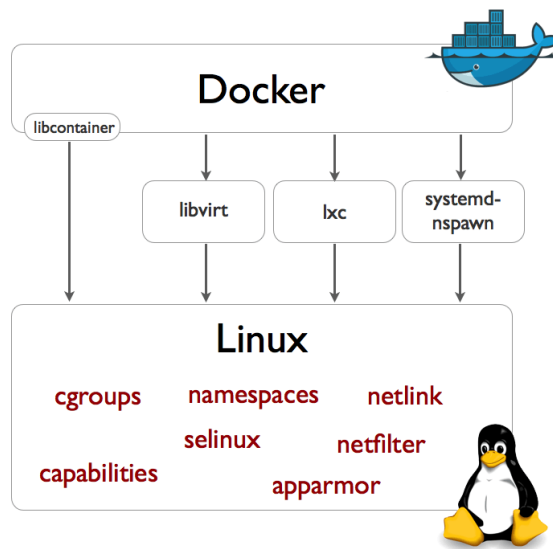 Docker
libcontainer
libvirt
lxc
systemd-
nspawn
Linux
cgroups
namespaces
netlink
selinux
netfilter
capabilities
apparmor